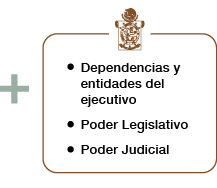 • Dependencias y
entidades del
ejecutivo
• Poder Legislativo
• Poder Judicial